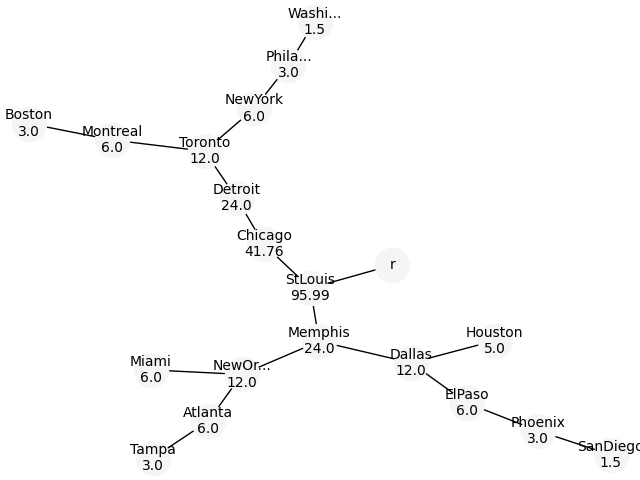 Washi...
1.5
Phila...
3.0
NewYork
6.0
Boston
3.0
Montreal
6.0
Toronto
12.0
Detroit
24.0
Chicago
41.76
r
StLouis
95.99
Memphis
24.0
Houston
5.0
Dallas
12.0
Miami
6.0
NewOr...
12.0
ElPaso
6.0
Atlanta
6.0
Phoenix
3.0
Tampa
3.0
SanDiego
1.5